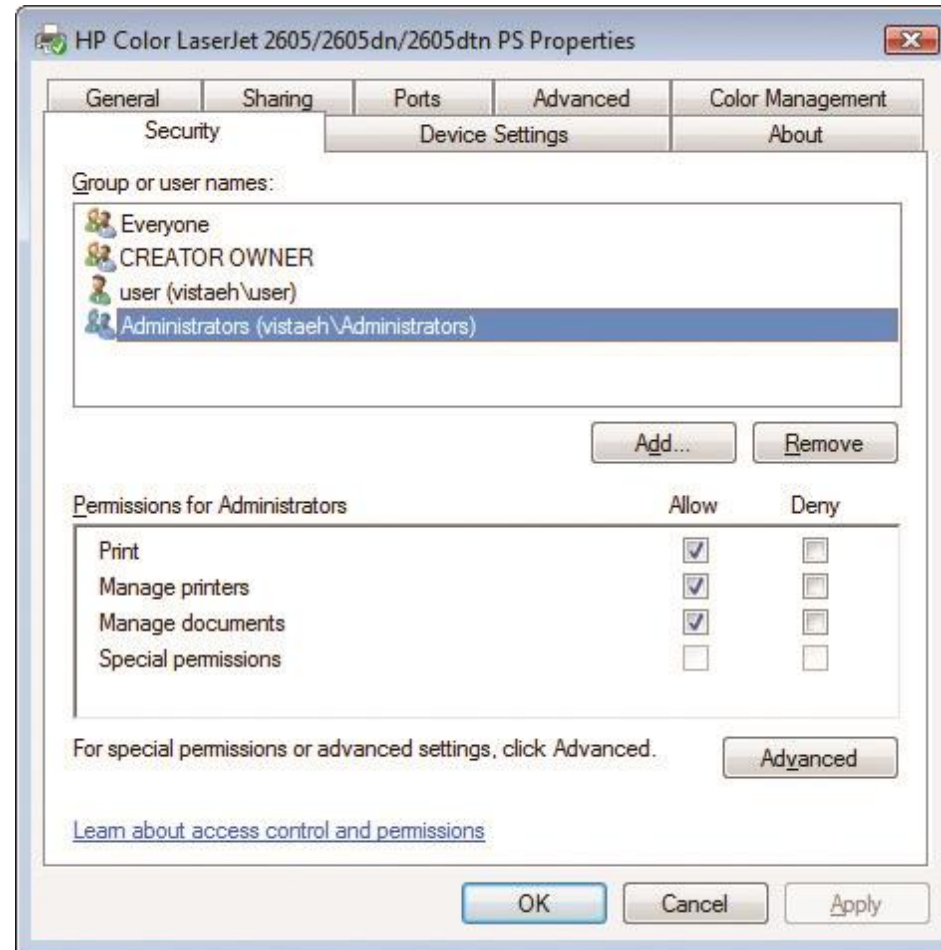 HP Color LaserJet 2605/2605dn/2605dtn PS Properties
General Sharing Ports Advanced Color Management
Security Device Settings About
Group or user names:
Everyone
CREATOR OWNER
user (vistaeh\user)
Administrators (vistaeh\Administrators)
Add... Remove
Permissions for Administrators Allow Deny
Print
Manage printers
Manage documents
Special permissions
For special permissions or advanced settings, click Advanced. Advanced
Learn about access control and permissions
OK Cancel Apply